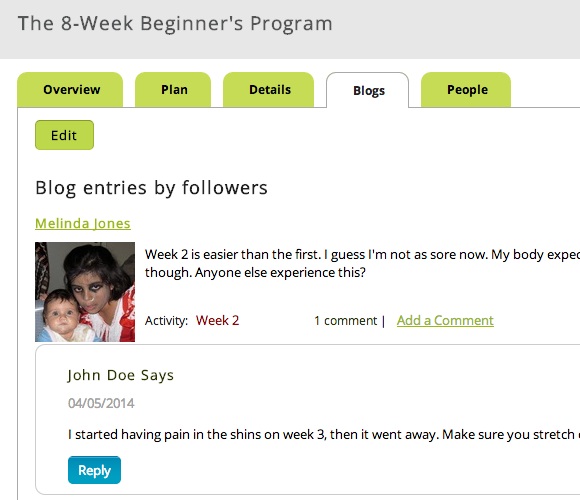 The 8-Week Beginner's Program
Overview
Plan
Details
Blogs
People
Edit
Blog entries by followers
Melinda Jones
Week 2 is easier than the first. I guess I'm not as sore now. My body
though. Anyone else experience this?
Activity: Week 2 1 comment | Add a Comment
John Doe Says
04/05/2014
I started having pain in the shins on week 3, then it went away. Make sure you stretch
Reply